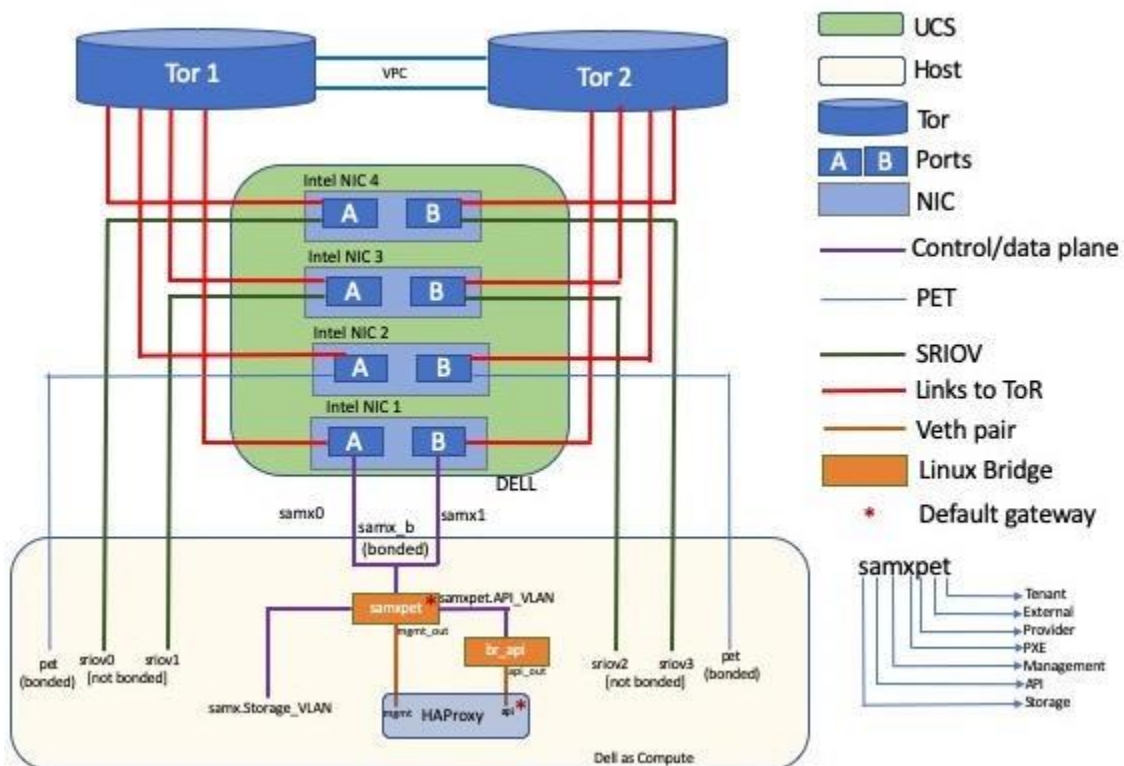 Tor 1
VPC
Tor 2
Intel NIC 4
A B
Intel NIC 3
A B
Intel NIC 2
A B
Intel NIC 1
A B
DELL
samx0
samx_b
(bonded)
samx1
samxpet *
samxpet.API_VLAN
mgmt_out
br_api
api_out
pet
(bonded)
sriov0
sriov1
[not bonded]
samx.Storage_VLAN
mgmt
HAProxy
api *
sriov2
sriov3
[not bonded]
pet
(bonded)
Dell as Compute
UCS
Host
Tor
A B Ports
NIC
Control/data plane
PET
SRIOV
Links to ToR
Veth pair
Linux Bridge
* Default gateway
samxpet
Tenant
External
Provider
PXE
Management
API
Storage